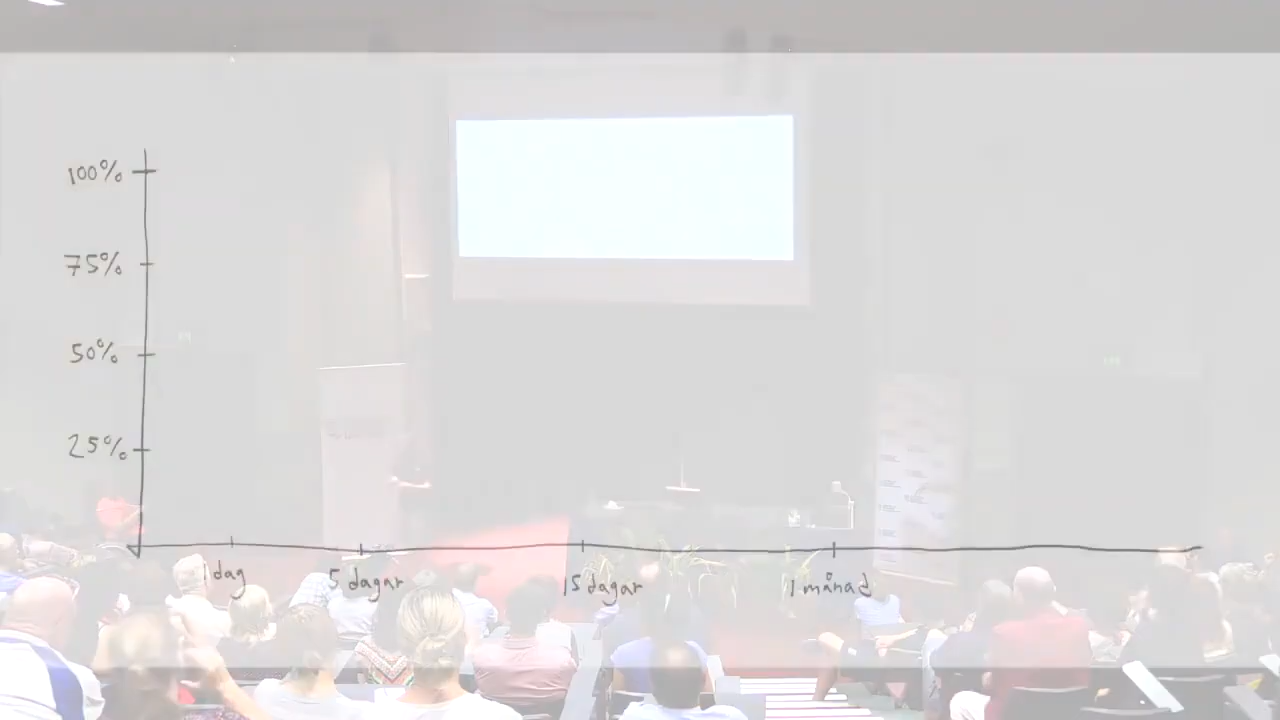 100%
75%
50%
25%
1 dag
5 dagar
15 dagar
1 månad